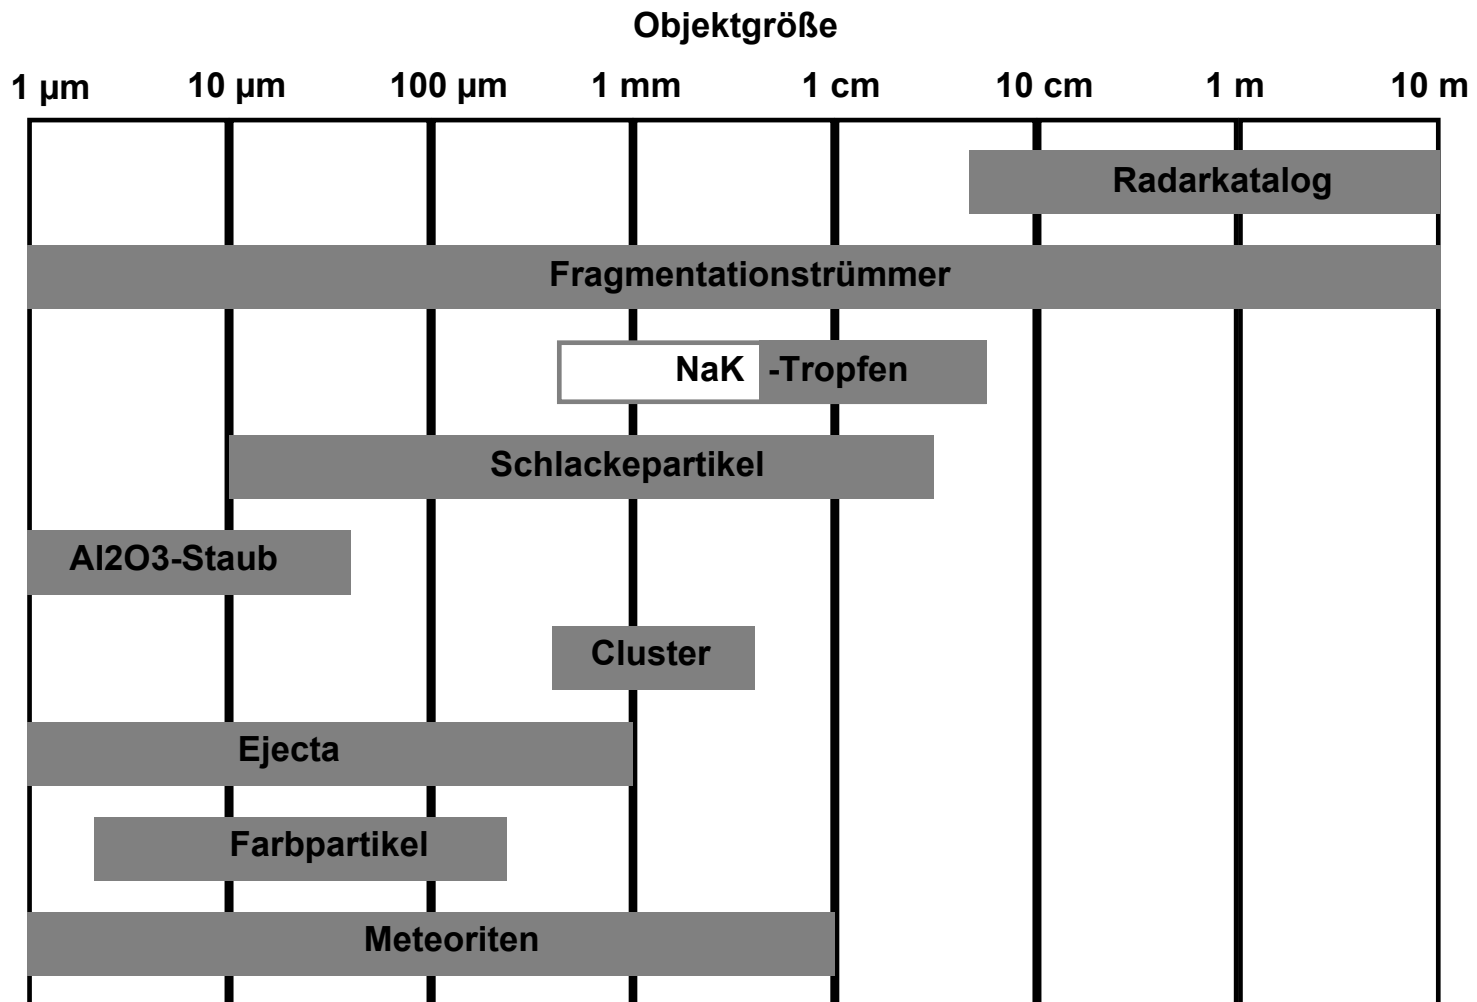 Objektgröße
1 µm 10 µm 100 µm 1 mm 1 cm 10 cm 1 m 10 m
Radarkatalog
Fragmentationstrümmer
NaK -Tropfen
Schlackepartikel
Al2O3-Staub
Cluster
Ejecta
Farbpartikel
Meteoriten